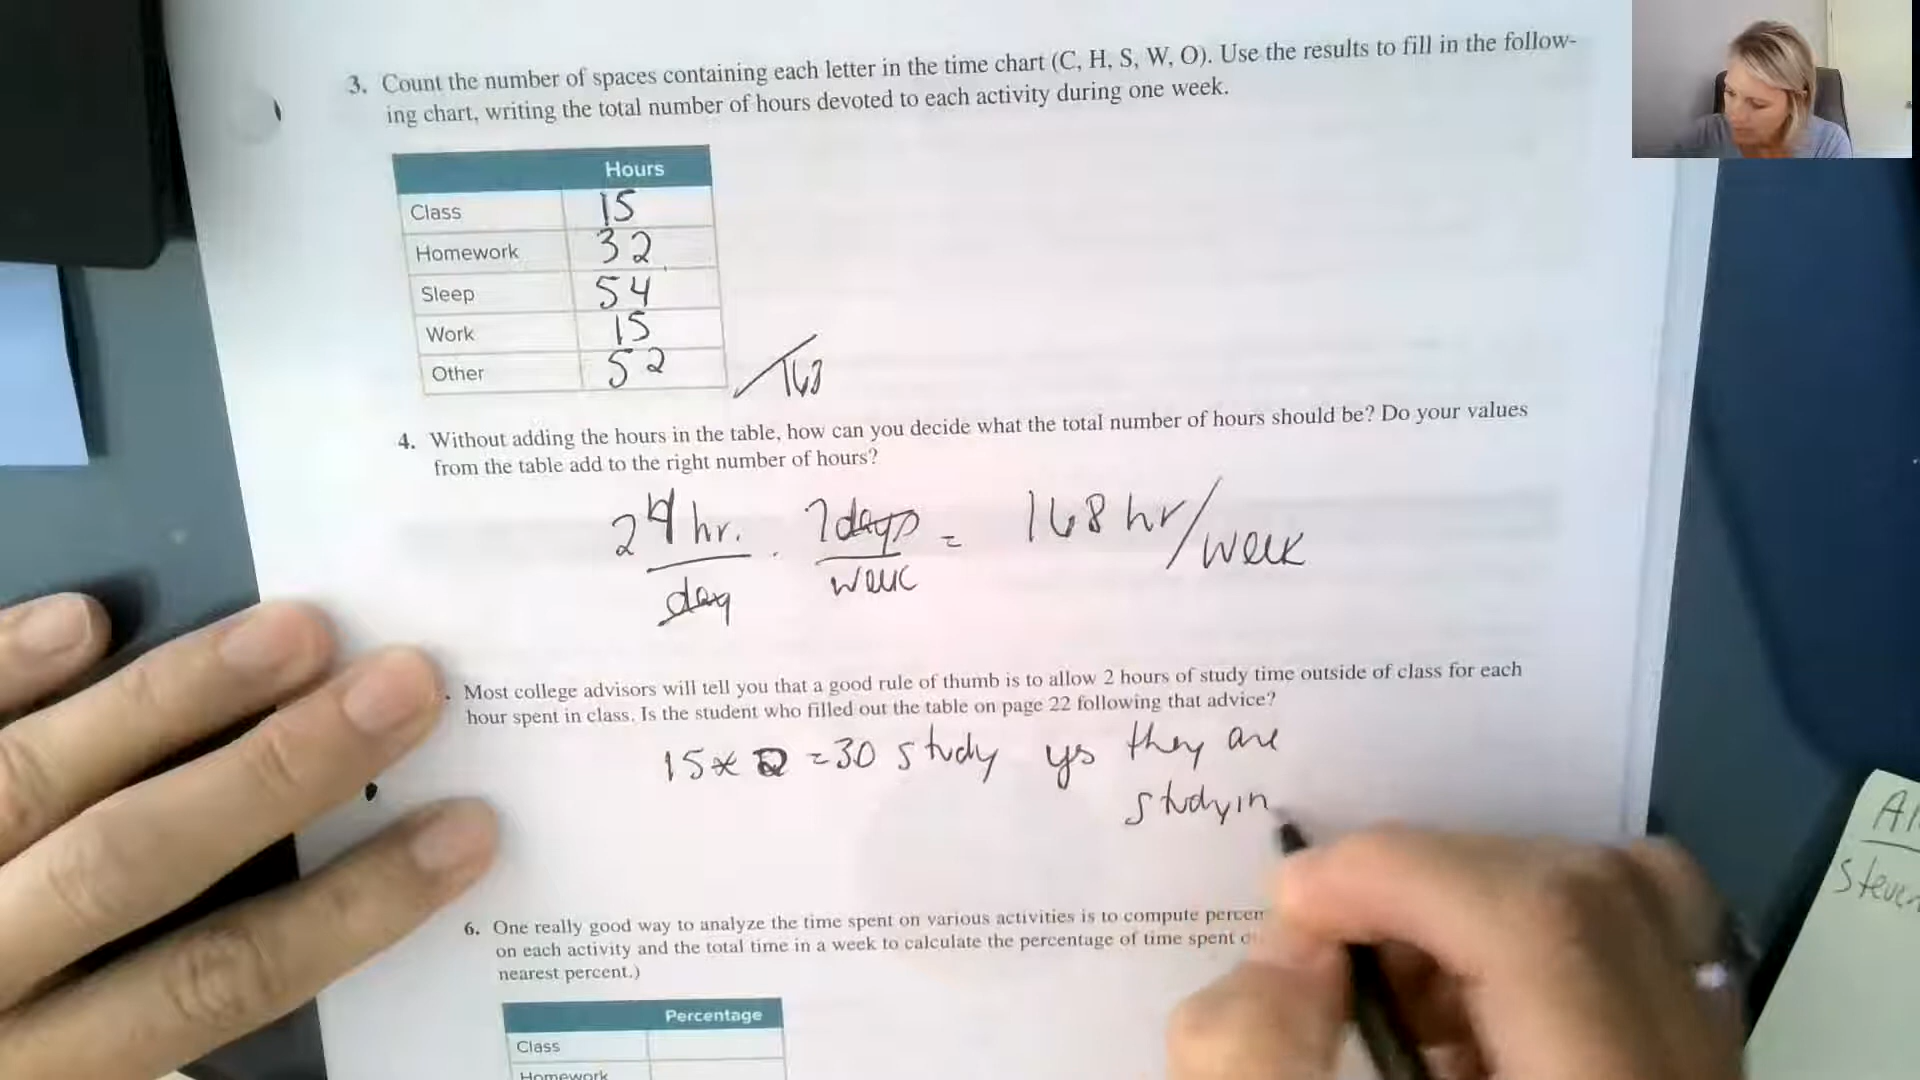 3. Count the number of spaces containing each letter in the time chart (C, H, S, W, O). Use the results to fill in the follow-
ing chart, writing the total number of hours devoted to each activity during one week.
Hours
Class 15
Homework 32
Sleep 54
Work 15
Other 52
168
4. Without adding the hours in the table, how can you decide what the total number of hours should be? Do your values
from the table add to the right number of hours?
24 hr. 7 days = 168 hr/week
day week
. Most college advisors will tell you that a good rule of thumb is to allow 2 hours of study time outside of class for each
hour spent in class. Is the student who filled out the table on page 22 following that advice?
15 * 2 = 30 study ys they are
studyin
6. One really good way to analyze the time spent on various activities is to compute percen
on each activity and the total time in a week to calculate the percentage of time spent o
nearest percent.)
Percentage
Class
Homework